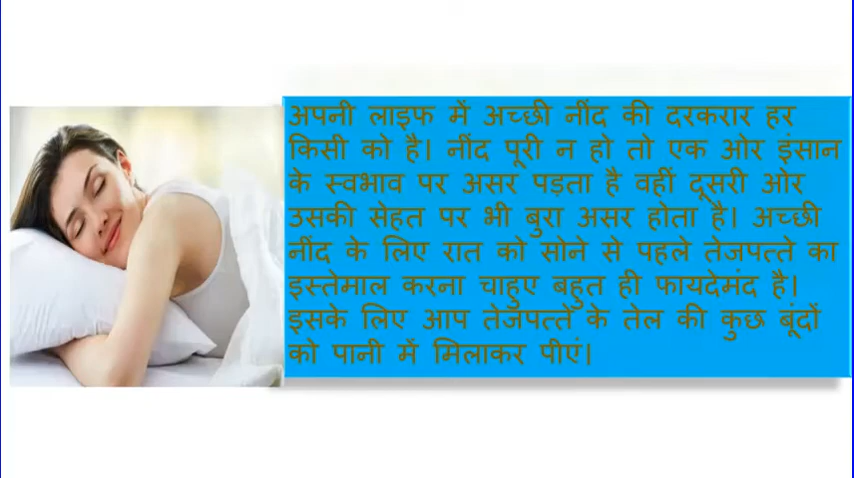 अपनी लाइफ में अच्छी नींद की दरकरार हर
किसी को है। नींद पूरी न हो तो एक ओर इंसान
के स्वभाव पर असर पड़ता है वहीं दूसरी ओर
उसकी सेहत पर भी बुरा असर होता है। अच्छी
नींद के लिए रात को सोने से पहले तेजपत्ते का
इस्तेमाल करना चाहुए बहुत ही फायदेमंद है।
इसके लिए आप तेजपत्ते के तेल की कुछ बूंदों
को पानी में मिलाकर पीएं।